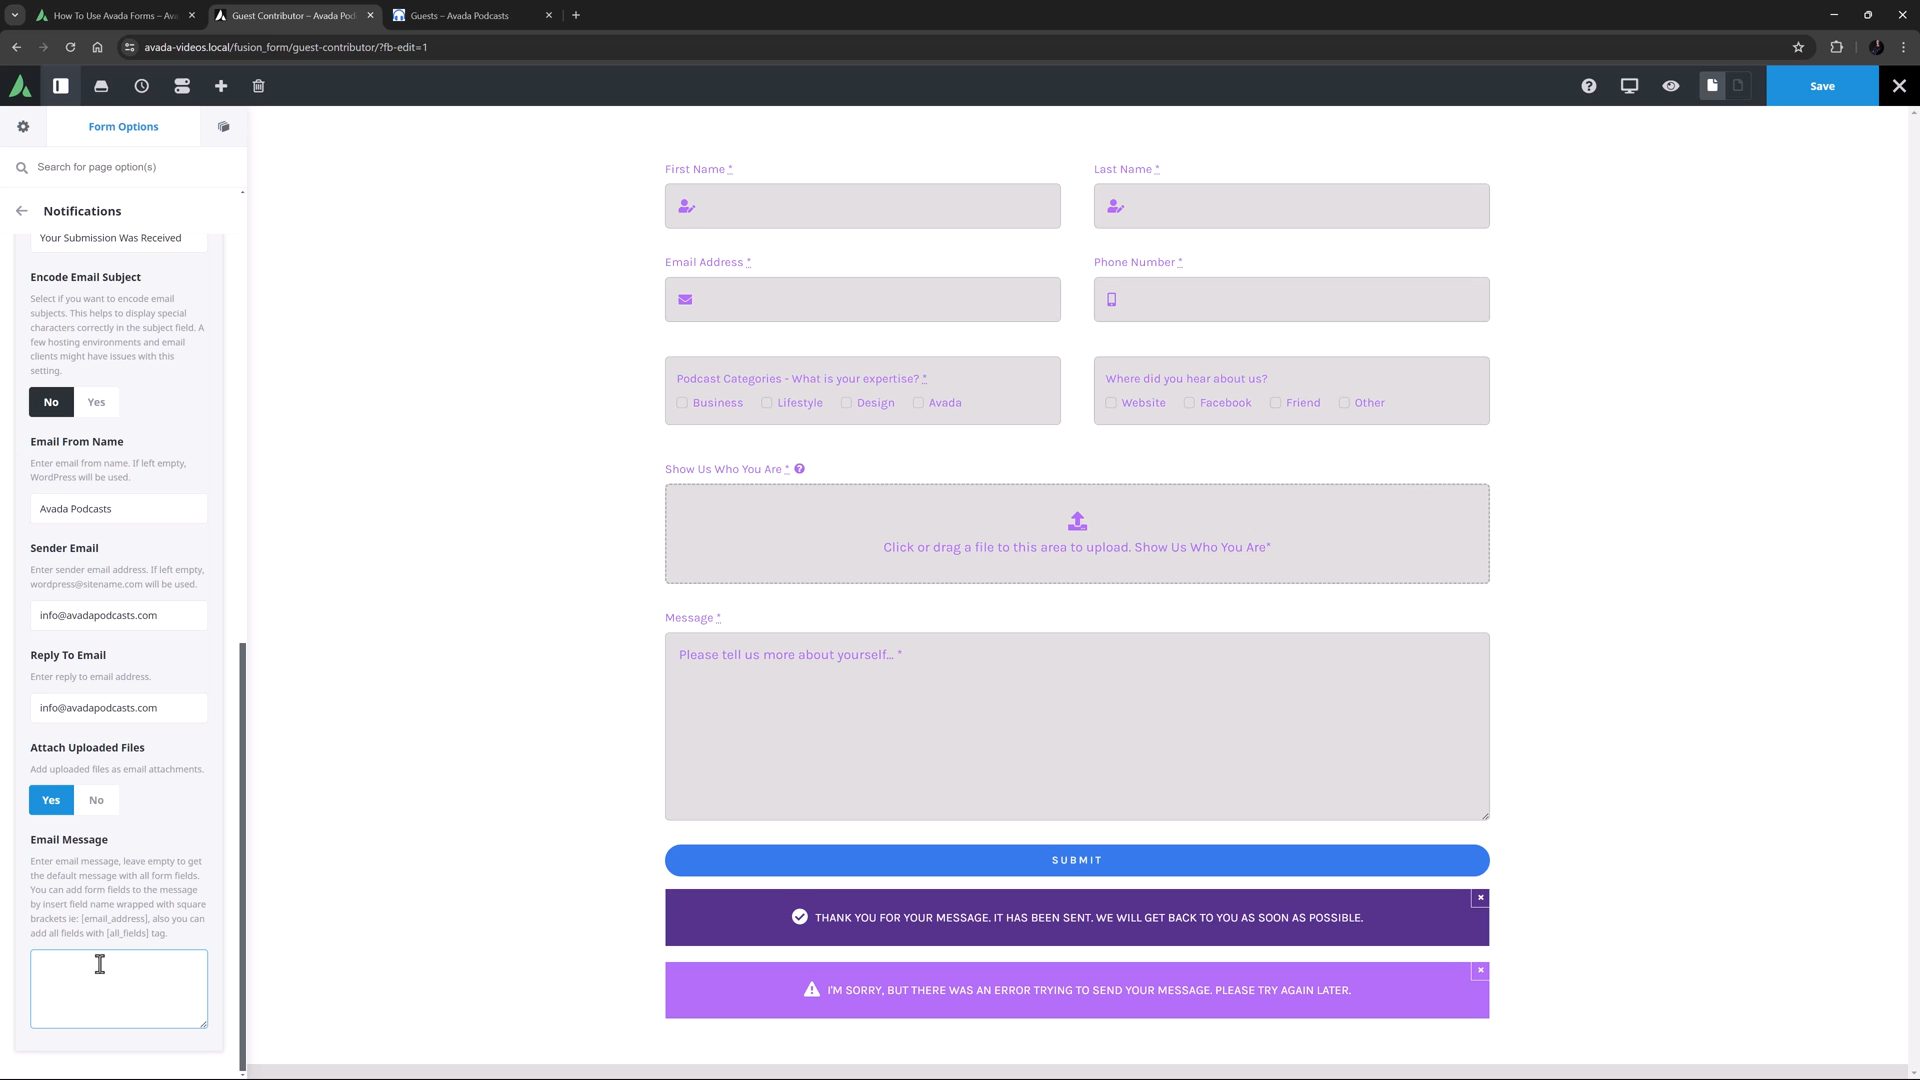 How To Use Avada Forms – Ava
Guest Contributor – Avada Pod
Guests – Avada Podcasts
avada-videos.local/fusion_form/guest-contributor/?fb-edit=1
Save
Form Options
Search for page option(s)
Notifications
Your Submission Was Received
Encode Email Subject
Select if you want to encode email
subjects. This helps to display special
characters correctly in the subject field. A
few hosting environments and email
clients might have issues with this
setting.
No Yes
Email From Name
Enter email from name. If left empty,
WordPress will be used.
Avada Podcasts
Sender Email
Enter sender email address. If left empty,
wordpress@sitename.com will be used.
info@avadapodcasts.com
Reply To Email
Enter reply to email address.
info@avadapodcasts.com
Attach Uploaded Files
Add uploaded files as email attachments.
Yes No
Email Message
Enter email message, leave empty to get
the default message with all form fields.
You can add form fields to the message
by insert field name wrapped with square
brackets ie: [email_address], also you can
add all fields with [all_fields] tag.
First Name *
Last Name *
Email Address *
Phone Number *
Podcast Categories - What is your expertise? *
Business Lifestyle Design Avada
Where did you hear about us?
Website Facebook Friend Other
Show Us Who You Are *
Click or drag a file to this area to upload. Show Us Who You Are*
Message *
Please tell us more about yourself... *
SUBMIT
THANK YOU FOR YOUR MESSAGE. IT HAS BEEN SENT. WE WILL GET BACK TO YOU AS SOON AS POSSIBLE.
I'M SORRY, BUT THERE WAS AN ERROR TRYING TO SEND YOUR MESSAGE. PLEASE TRY AGAIN LATER.